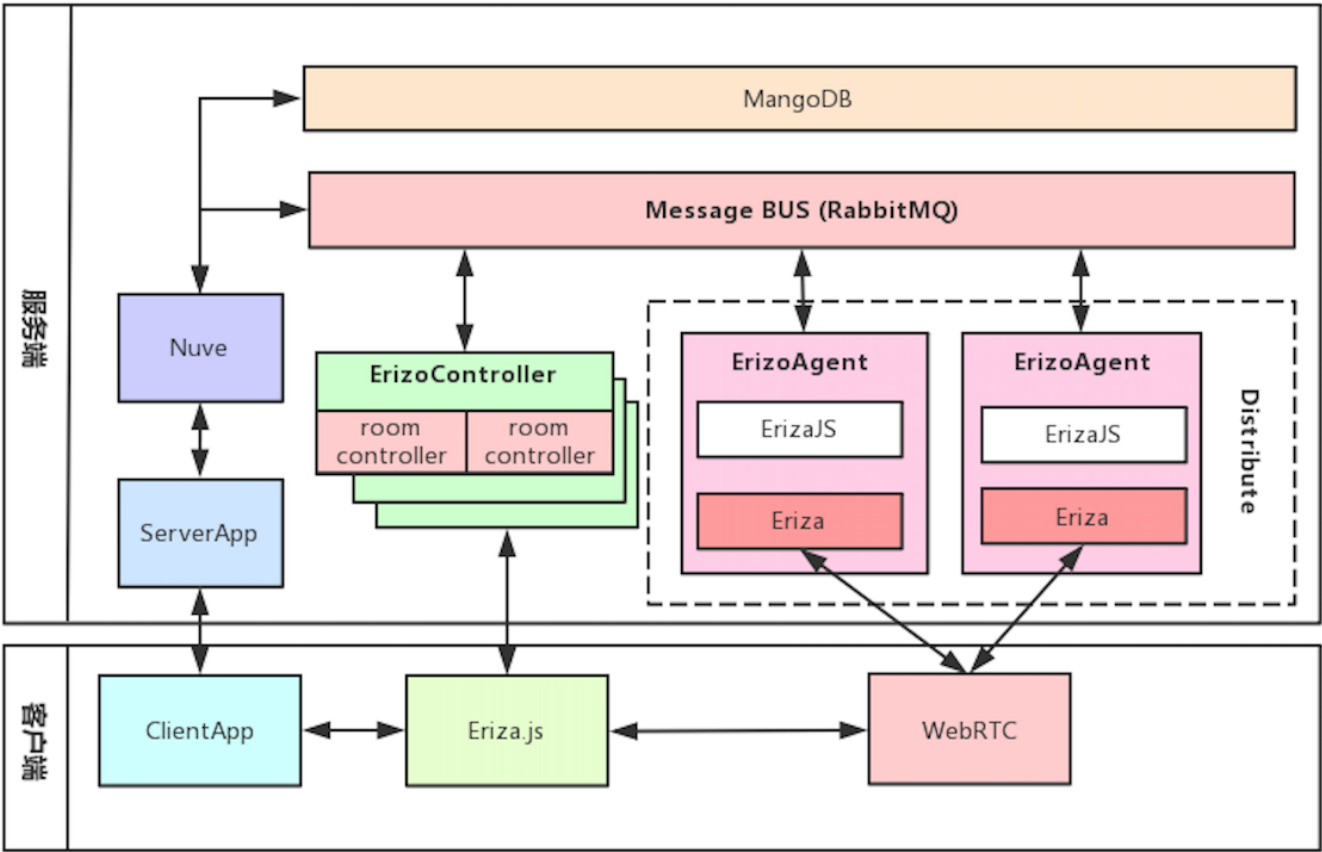 服务端
MangoDB
Message BUS (RabbitMQ)
Nuve
ServerApp
ErizoController
room
controller
room
controller
ErizoAgent
ErizaJS
Eriza
ErizoAgent
ErizaJS
Eriza
Distribute
客户端
ClientApp
Eriza.js
WebRTC